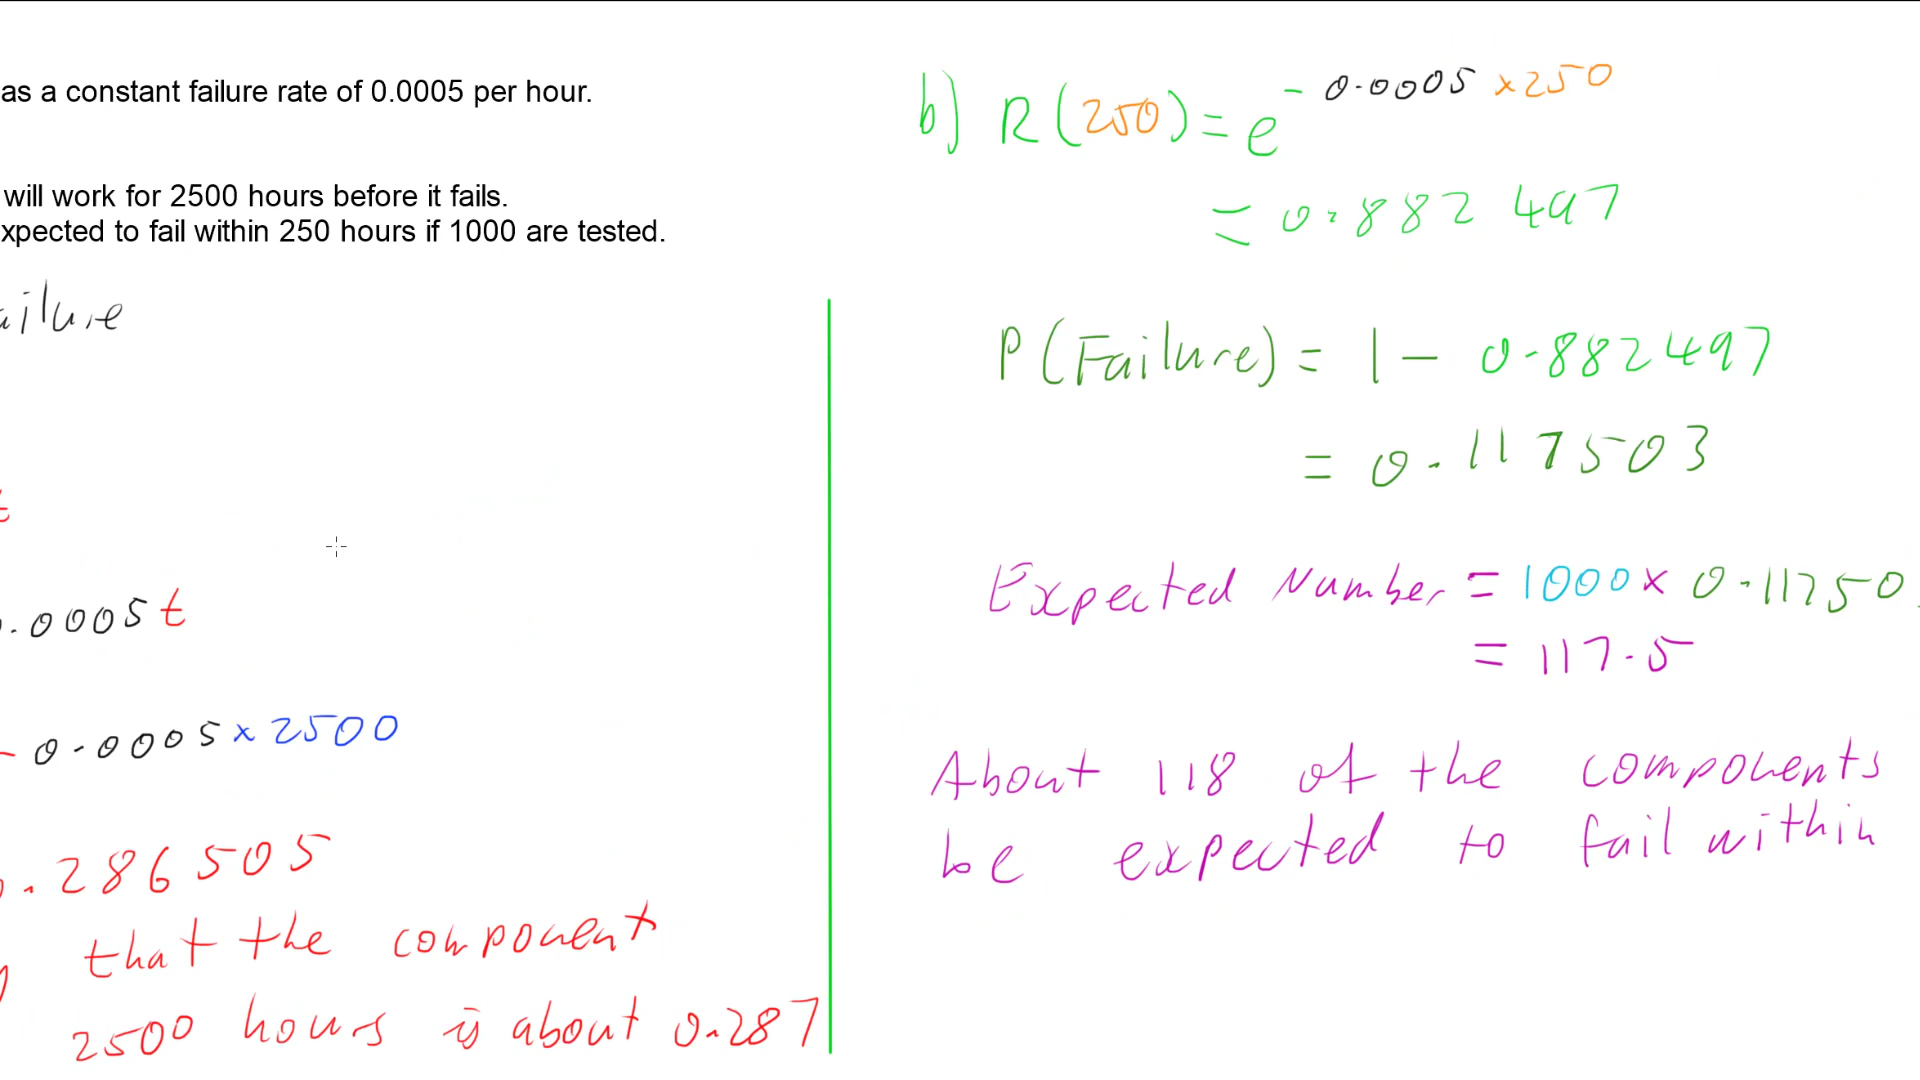 as a constant failure rate of 0.0005 per hour.
will work for 2500 hours before it fails.
xpected to fail within 250 hours if 1000 are tested.
ailure
t
.0005t
- 0.0005 x 2500
.286505
that the component
2500 hours is about 0.287
b) R(250) = e^- 0.0005 x 250
= 0.882 497
P(Failure) = 1 - 0.882497
= 0.117503
Expected Number = 1000 x 0.11750
= 117.5
About 118 of the components
be expected to fail within